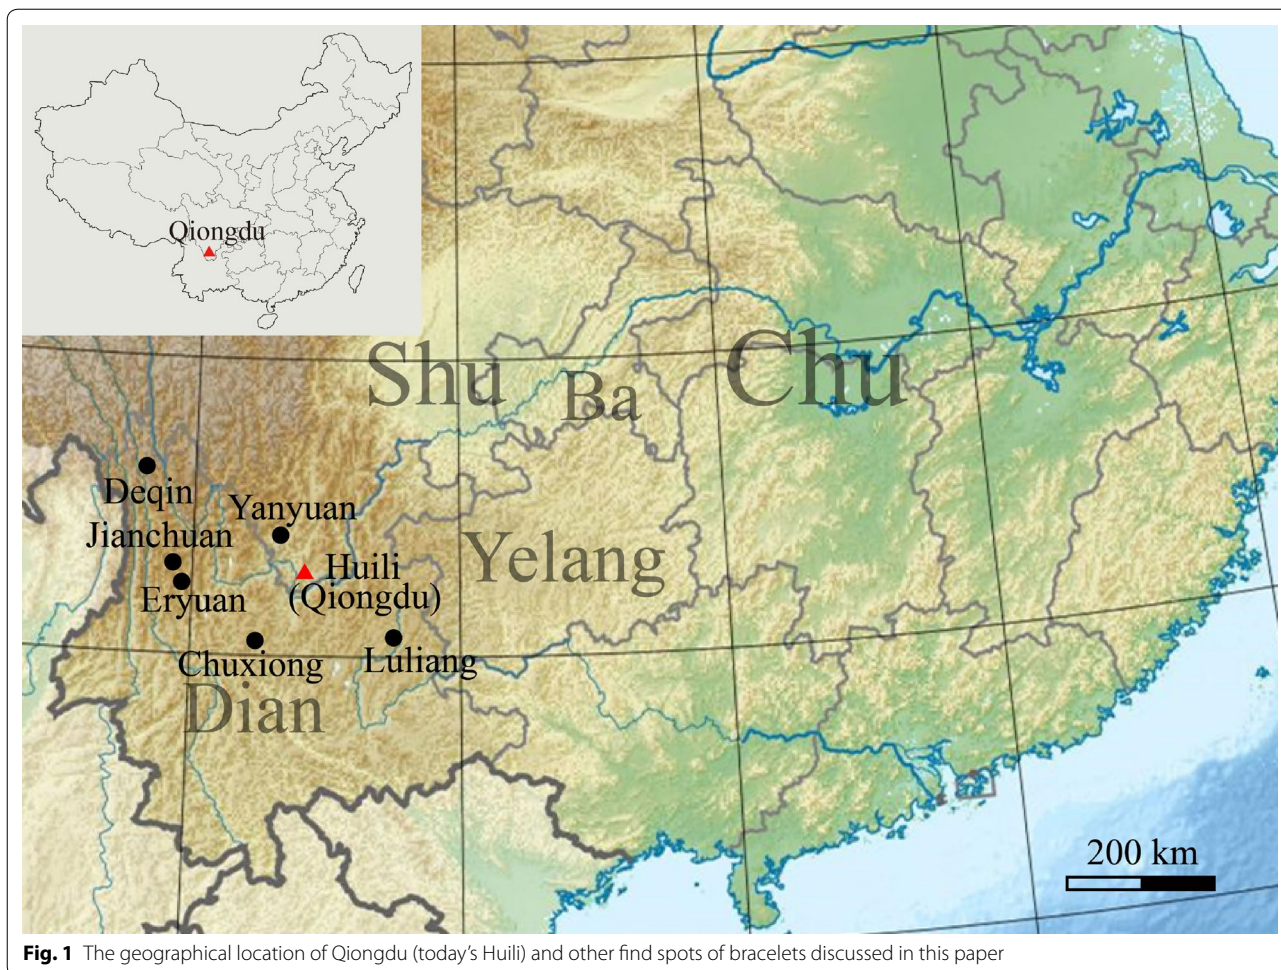 Qiongdu
Shu
Ba
Chu
Deqin
Yanyuan
Jianchuan
Huili
(Qiongdu)
Yelang
Eryuan
Chuxiong
Luliang
Dian
200 km
Fig. 1 The geographical location of Qiongdu (today's Huili) and other find spots of bracelets discussed in this paper